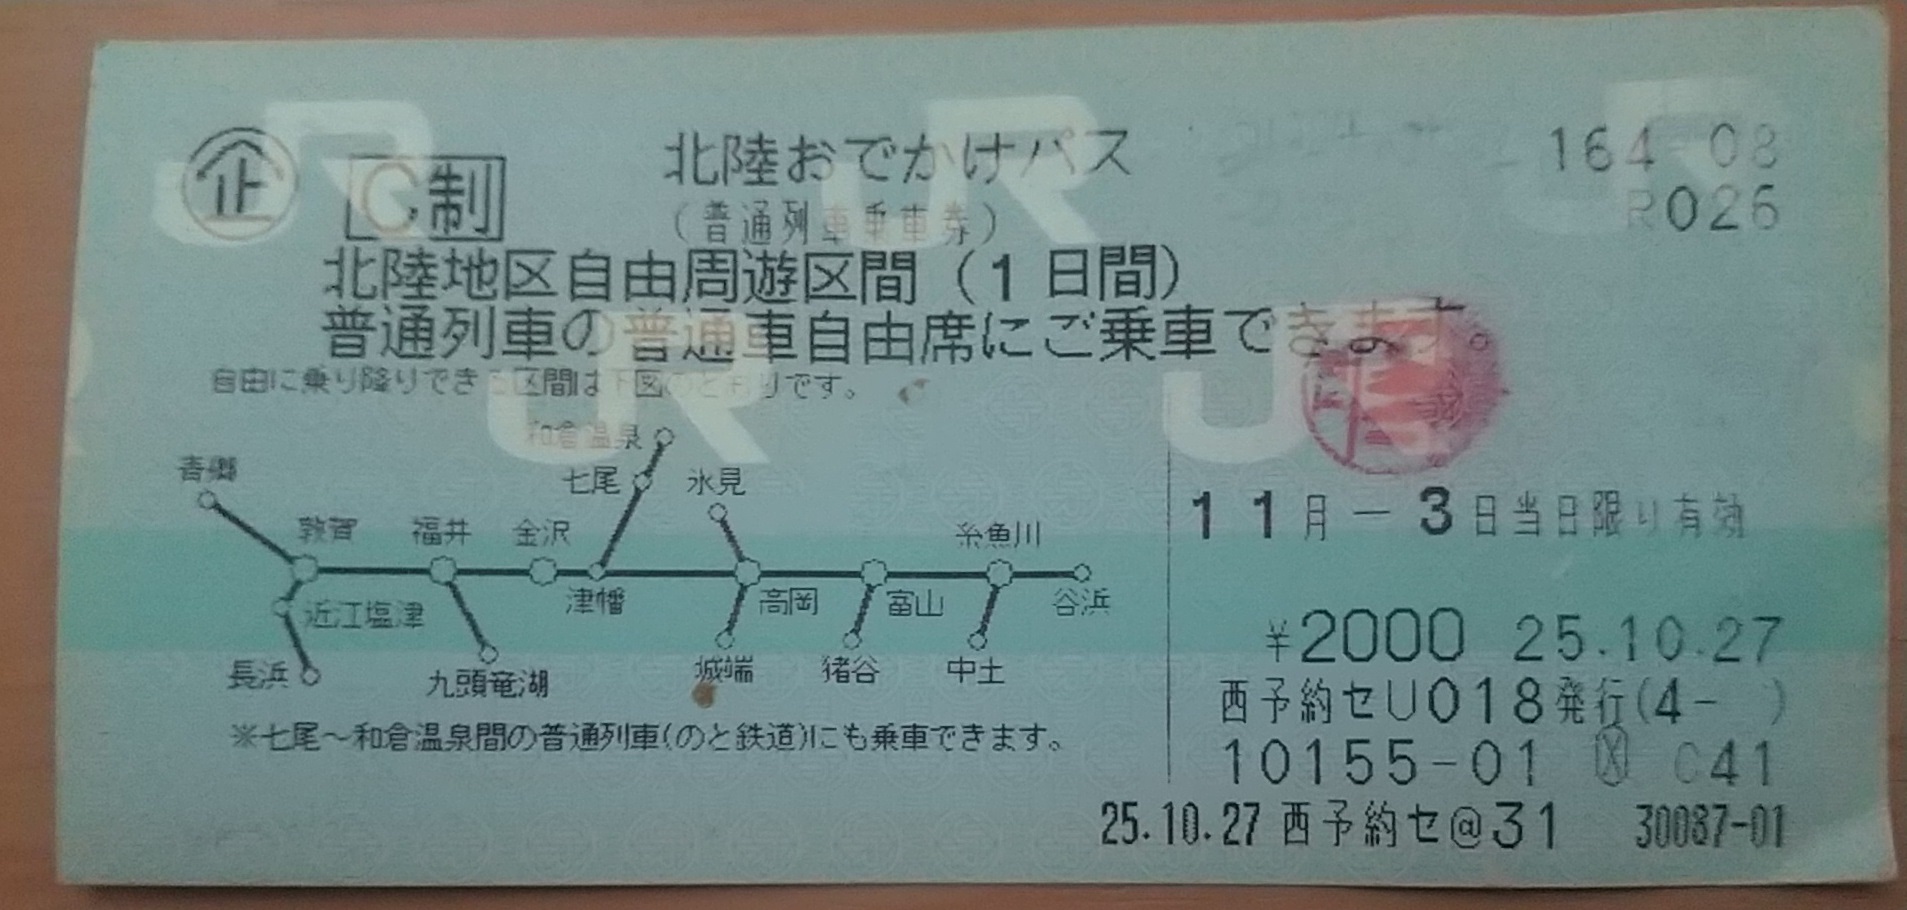 企 C制 北陸おでかけパス 164-08
(普通列車乗車券) R026
北陸地区自由周遊区間(1日間)
普通列車の普通車自由席にご乗車できます。
自由に乗り降りできる区間は下図のとおりです。
和倉温泉
青郷 七尾 氷見
11月-3日当日限り有効
敦賀 福井 金沢 糸魚川
近江塩津 津幡 高岡 富山 谷浜
長浜 九頭竜湖 城端 猪谷 中土
¥2000 25.10.27
西予約セU018発行(4- )
※七尾~和倉温泉間の普通列車(のと鉄道)にも乗車できます。
10155-01 X C41
25.10.27 西予約セ@31 30087-01
JR JR JR JR JR